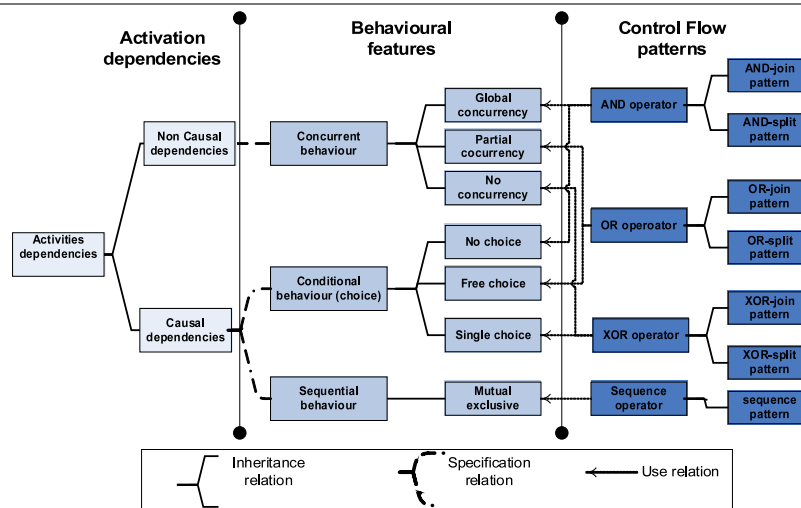 Activation
dependencies
Behavioural
features
Control Flow
patterns
Activities
dependencies
Non Causal
dependencies
Causal
dependencies
Concurrent
behaviour
Conditional
behaviour (choice)
Sequential
behaviour
Global
concurrency
Partial
cocurrency
No
concurrency
No choice
Free choice
Single choice
Mutual
exclusive
AND operator
OR operoator
XOR operator
Sequence
operator
AND-join
pattern
AND-split
pattern
OR-join
pattern
OR-split
pattern
XOR-join
pattern
XOR-split
pattern
sequence
pattern
Inheritance
relation
Specification
relation
Use relation